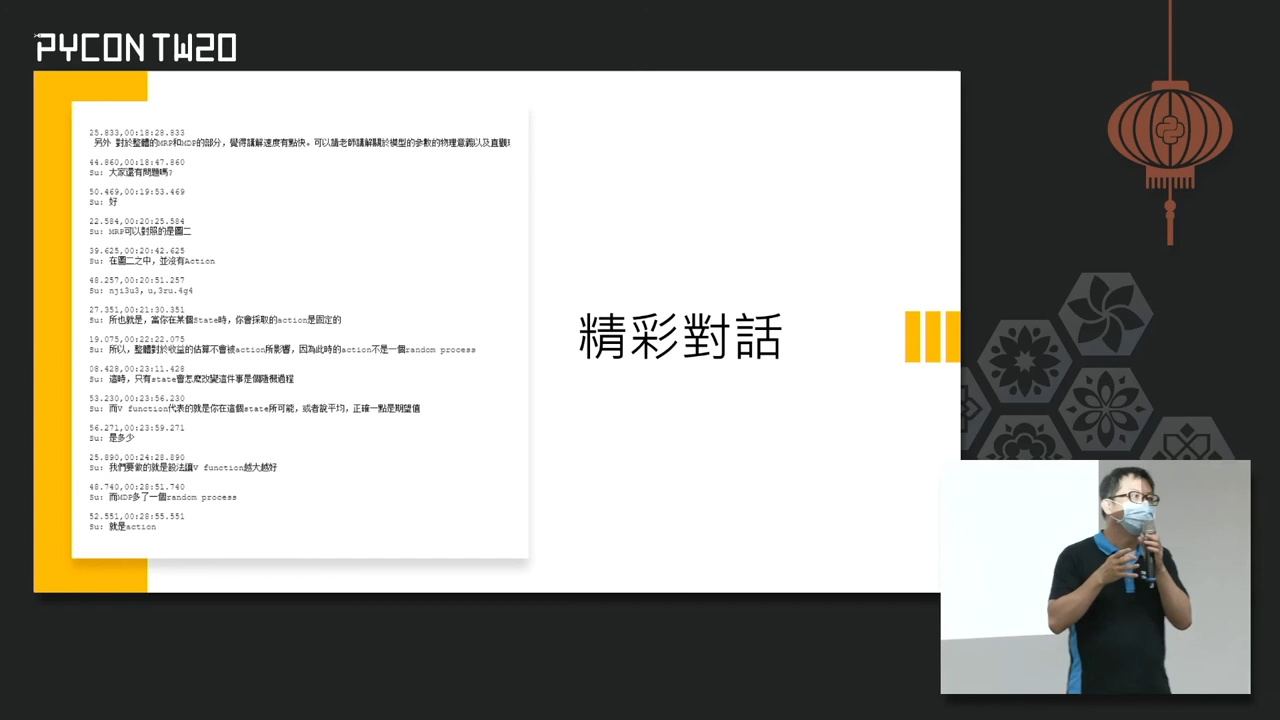 PYCON TW20
25.833,00:18:28.833
另外 對於整體的MRP和MDP的部分，覺得講解速度有點快。可以請老師講解關於模型的參數的物理意義以及直觀
44.860,00:18:47.860
Su: 大家還有問題嗎?
50.469,00:19:53.469
Su: 好
22.584,00:20:25.584
Su: MRP可以對照的是圖二
39.625,00:20:42.625
Su: 在圖二之中，並沒有Action
48.257,00:20:51.257
Su: nji3u3，u,3ru.4g4
27.351,00:21:30.351
Su: 所也就是，當你在某個State時，你會採取的action是固定的
19.075,00:22:22.075
Su: 所以，整體對於收益的估算不會被action所影響，因為此時的action不是一個random process
08.428,00:23:11.428
Su: 這時，只有state會怎麼改變這件事是個隨機過程
53.230,00:23:56.230
Su: 而V function代表的就是你在這個state所可能，或者說平均，正確一點是期望值
56.271,00:23:59.271
Su: 是多少
25.890,00:24:28.890
Su: 我們要做的就是設法讓V function越大越好
48.740,00:28:51.740
Su: 而MDP多了一個random process
52.551,00:28:55.551
Su: 就是action
精彩對話